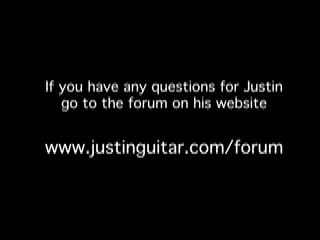 If you have any questions for Justin
go to the forum on his website
www.justinguitar.com/forum